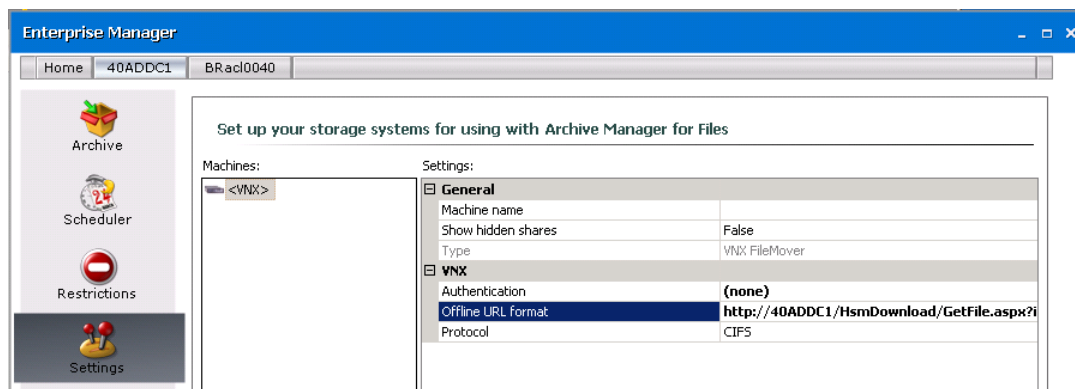 Enterprise Manager
Home 40ADDC1 BRacl0040
Archive
Scheduler
Restrictions
Settings
Set up your storage systems for using with Archive Manager for Files
Machines:
<VNX>
Settings:
General
Machine name
Show hidden shares False
Type VNX FileMover
VNX
Authentication (none)
Offline URL format http://40ADDC1/HsmDownload/GetFile.aspx?i
Protocol CIFS